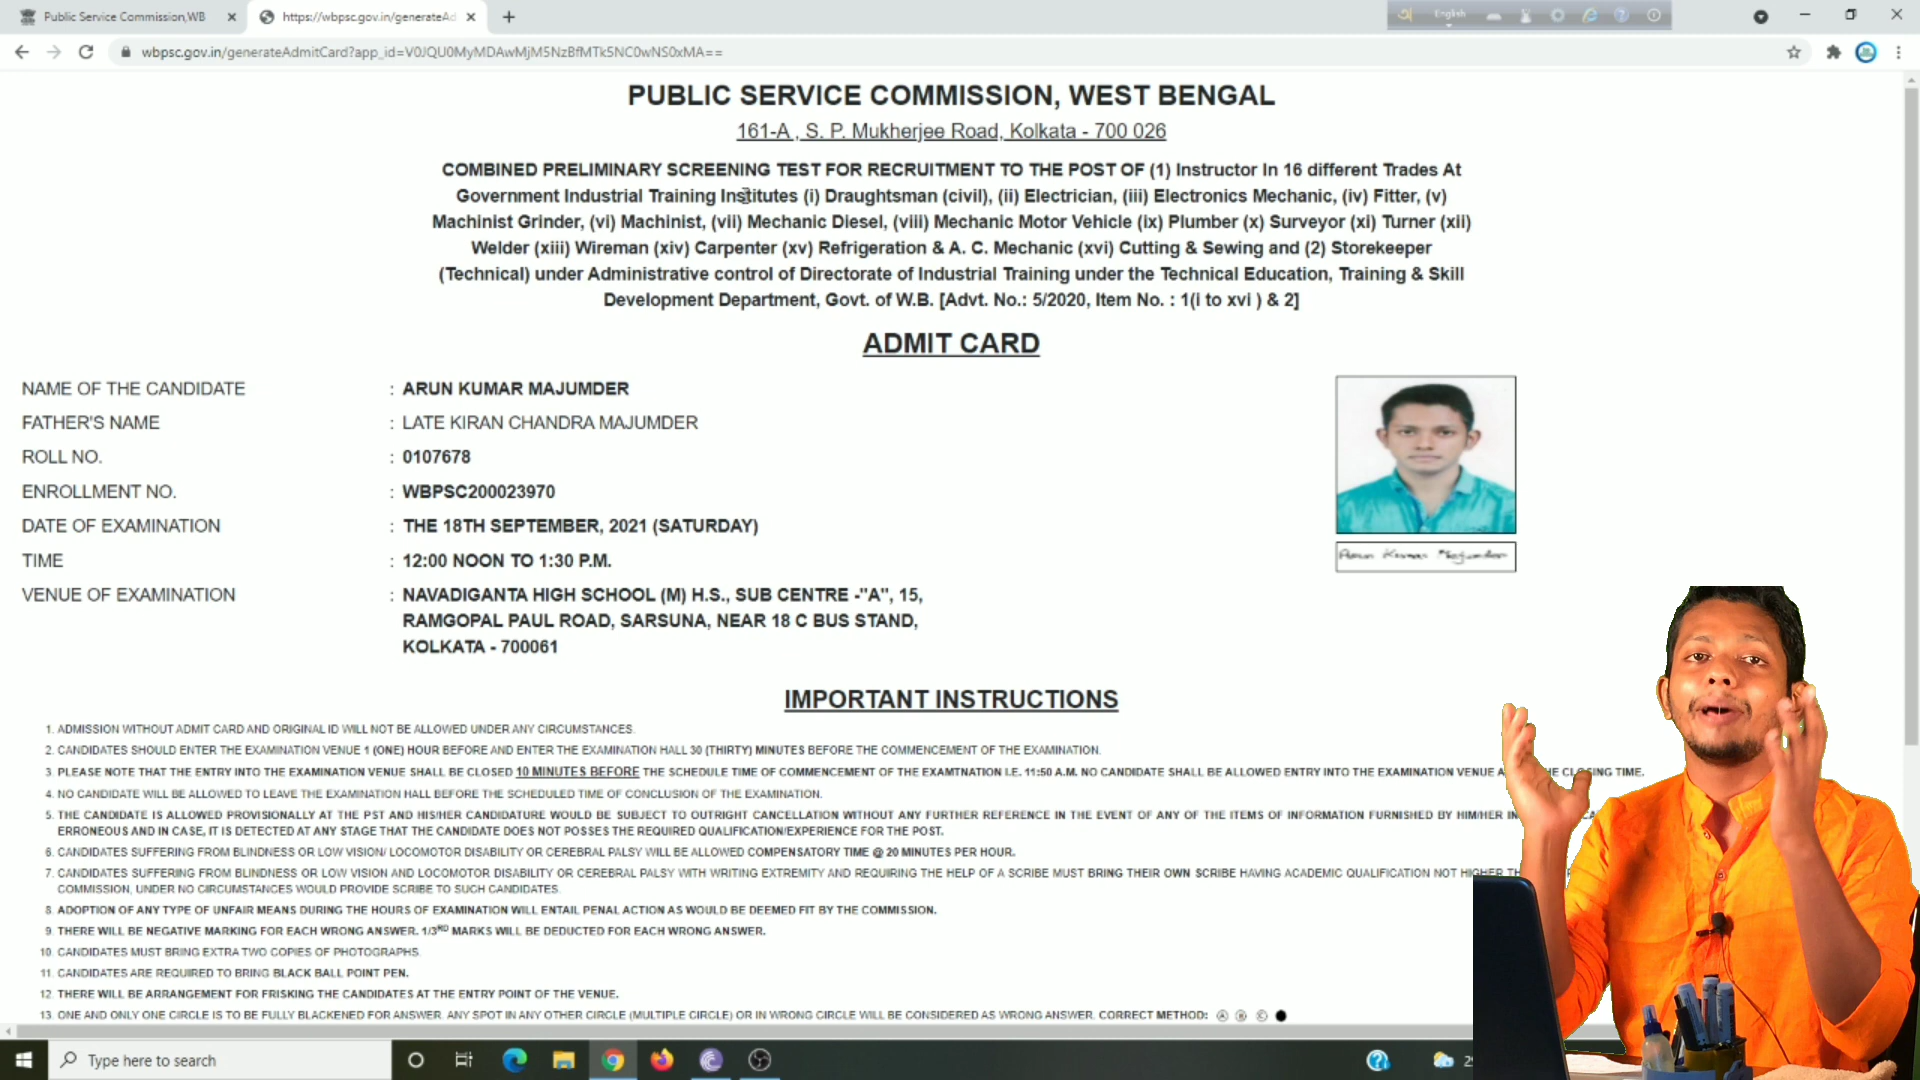 Public Service Commission,WB
https://wbpsc.gov.in/generateAd
English
wbpsc.gov.in/generateAdmitCard?app_id=V0JQU0MyMDAwMjM5NzBfMTk5NC0wNS0xMA==
PUBLIC SERVICE COMMISSION, WEST BENGAL
161-A , S. P. Mukherjee Road, Kolkata - 700 026
COMBINED PRELIMINARY SCREENING TEST FOR RECRUITMENT TO THE POST OF (1) Instructor In 16 different Trades At
Government Industrial Training Institutes (i) Draughtsman (civil), (ii) Electrician, (iii) Electronics Mechanic, (iv) Fitter, (v)
Machinist Grinder, (vi) Machinist, (vii) Mechanic Diesel, (viii) Mechanic Motor Vehicle (ix) Plumber (x) Surveyor (xi) Turner (xii)
Welder (xiii) Wireman (xiv) Carpenter (xv) Refrigeration & A. C. Mechanic (xvi) Cutting & Sewing and (2) Storekeeper
(Technical) under Administrative control of Directorate of Industrial Training under the Technical Education, Training & Skill
Development Department, Govt. of W.B. [Advt. No.: 5/2020, Item No. : 1(i to xvi ) & 2]
ADMIT CARD
NAME OF THE CANDIDATE : ARUN KUMAR MAJUMDER
FATHER'S NAME : LATE KIRAN CHANDRA MAJUMDER
ROLL NO. : 0107678
ENROLLMENT NO. : WBPSC200023970
DATE OF EXAMINATION : THE 18TH SEPTEMBER, 2021 (SATURDAY)
TIME : 12:00 NOON TO 1:30 P.M.
Arun Kumar Majumder
VENUE OF EXAMINATION : NAVADIGANTA HIGH SCHOOL (M) H.S., SUB CENTRE -"A", 15,
RAMGOPAL PAUL ROAD, SARSUNA, NEAR 18 C BUS STAND,
KOLKATA - 700061
IMPORTANT INSTRUCTIONS
1. ADMISSION WITHOUT ADMIT CARD AND ORIGINAL ID WILL NOT BE ALLOWED UNDER ANY CIRCUMSTANCES.
2. CANDIDATES SHOULD ENTER THE EXAMINATION VENUE 1 (ONE) HOUR BEFORE AND ENTER THE EXAMINATION HALL 30 (THIRTY) MINUTES BEFORE THE COMMENCEMENT OF THE EXAMINATION.
3. PLEASE NOTE THAT THE ENTRY INTO THE EXAMINATION VENUE SHALL BE CLOSED 10 MINUTES BEFORE THE SCHEDULE TIME OF COMMENCEMENT OF THE EXAMTNATION I.E. 11:50 A.M. NO CANDIDATE SHALL BE ALLOWED ENTRY INTO THE EXAMINATION VENUE CLOSING TIME.
4. NO CANDIDATE WILL BE ALLOWED TO LEAVE THE EXAMINATION HALL BEFORE THE SCHEDULED TIME OF CONCLUSION OF THE EXAMINATION.
5. THE CANDIDATE IS ALLOWED PROVISIONALLY AT THE PST AND HIS/HER CANDIDATURE WOULD BE SUBJECT TO OUTRIGHT CANCELLATION WITHOUT ANY FURTHER REFERENCE IN THE EVENT OF ANY OF THE ITEMS OF INFORMATION FURNISHED BY HIM/HER
ERRONEOUS AND IN CASE, IT IS DETECTED AT ANY STAGE THAT THE CANDIDATE DOES NOT POSSES THE REQUIRED QUALIFICATION/EXPERIENCE FOR THE POST.
6. CANDIDATES SUFFERING FROM BLINDNESS OR LOW VISION/ LOCOMOTOR DISABILITY OR CEREBRAL PALSY WILL BE ALLOWED COMPENSATORY TIME @ 20 MINUTES PER HOUR.
7. CANDIDATES SUFFERING FROM BLINDNESS OR LOW VISION AND LOCOMOTOR DISABILITY OR CEREBRAL PALSY WITH WRITING EXTREMITY AND REQUIRING THE HELP OF A SCRIBE MUST BRING THEIR OWN SCRIBE HAVING ACADEMIC QUALIFICATION NOT HIGHER
COMMISSION, UNDER NO CIRCUMSTANCES WOULD PROVIDE SCRIBE TO SUCH CANDIDATES.
8. ADOPTION OF ANY TYPE OF UNFAIR MEANS DURING THE HOURS OF EXAMINATION WILL ENTAIL PENAL ACTION AS WOULD BE DEEMED FIT BY THE COMMISSION.
9. THERE WILL BE NEGATIVE MARKING FOR EACH WRONG ANSWER. 1/3RD MARKS WILL BE DEDUCTED FOR EACH WRONG ANSWER.
10. CANDIDATES MUST BRING EXTRA TWO COPIES OF PHOTOGRAPHS.
11. CANDIDATES ARE REQUIRED TO BRING BLACK BALL POINT PEN.
12. THERE WILL BE ARRANGEMENT FOR FRISKING THE CANDIDATES AT THE ENTRY POINT OF THE VENUE.
13. ONE AND ONLY ONE CIRCLE IS TO BE FULLY BLACKENED FOR ANSWER. ANY SPOT IN ANY OTHER CIRCLE (MULTIPLE CIRCLE) OR IN WRONG CIRCLE WILL BE CONSIDERED AS WRONG ANSWER. CORRECT METHOD: Ⓐ Ⓑ Ⓒ ●
Type here to search